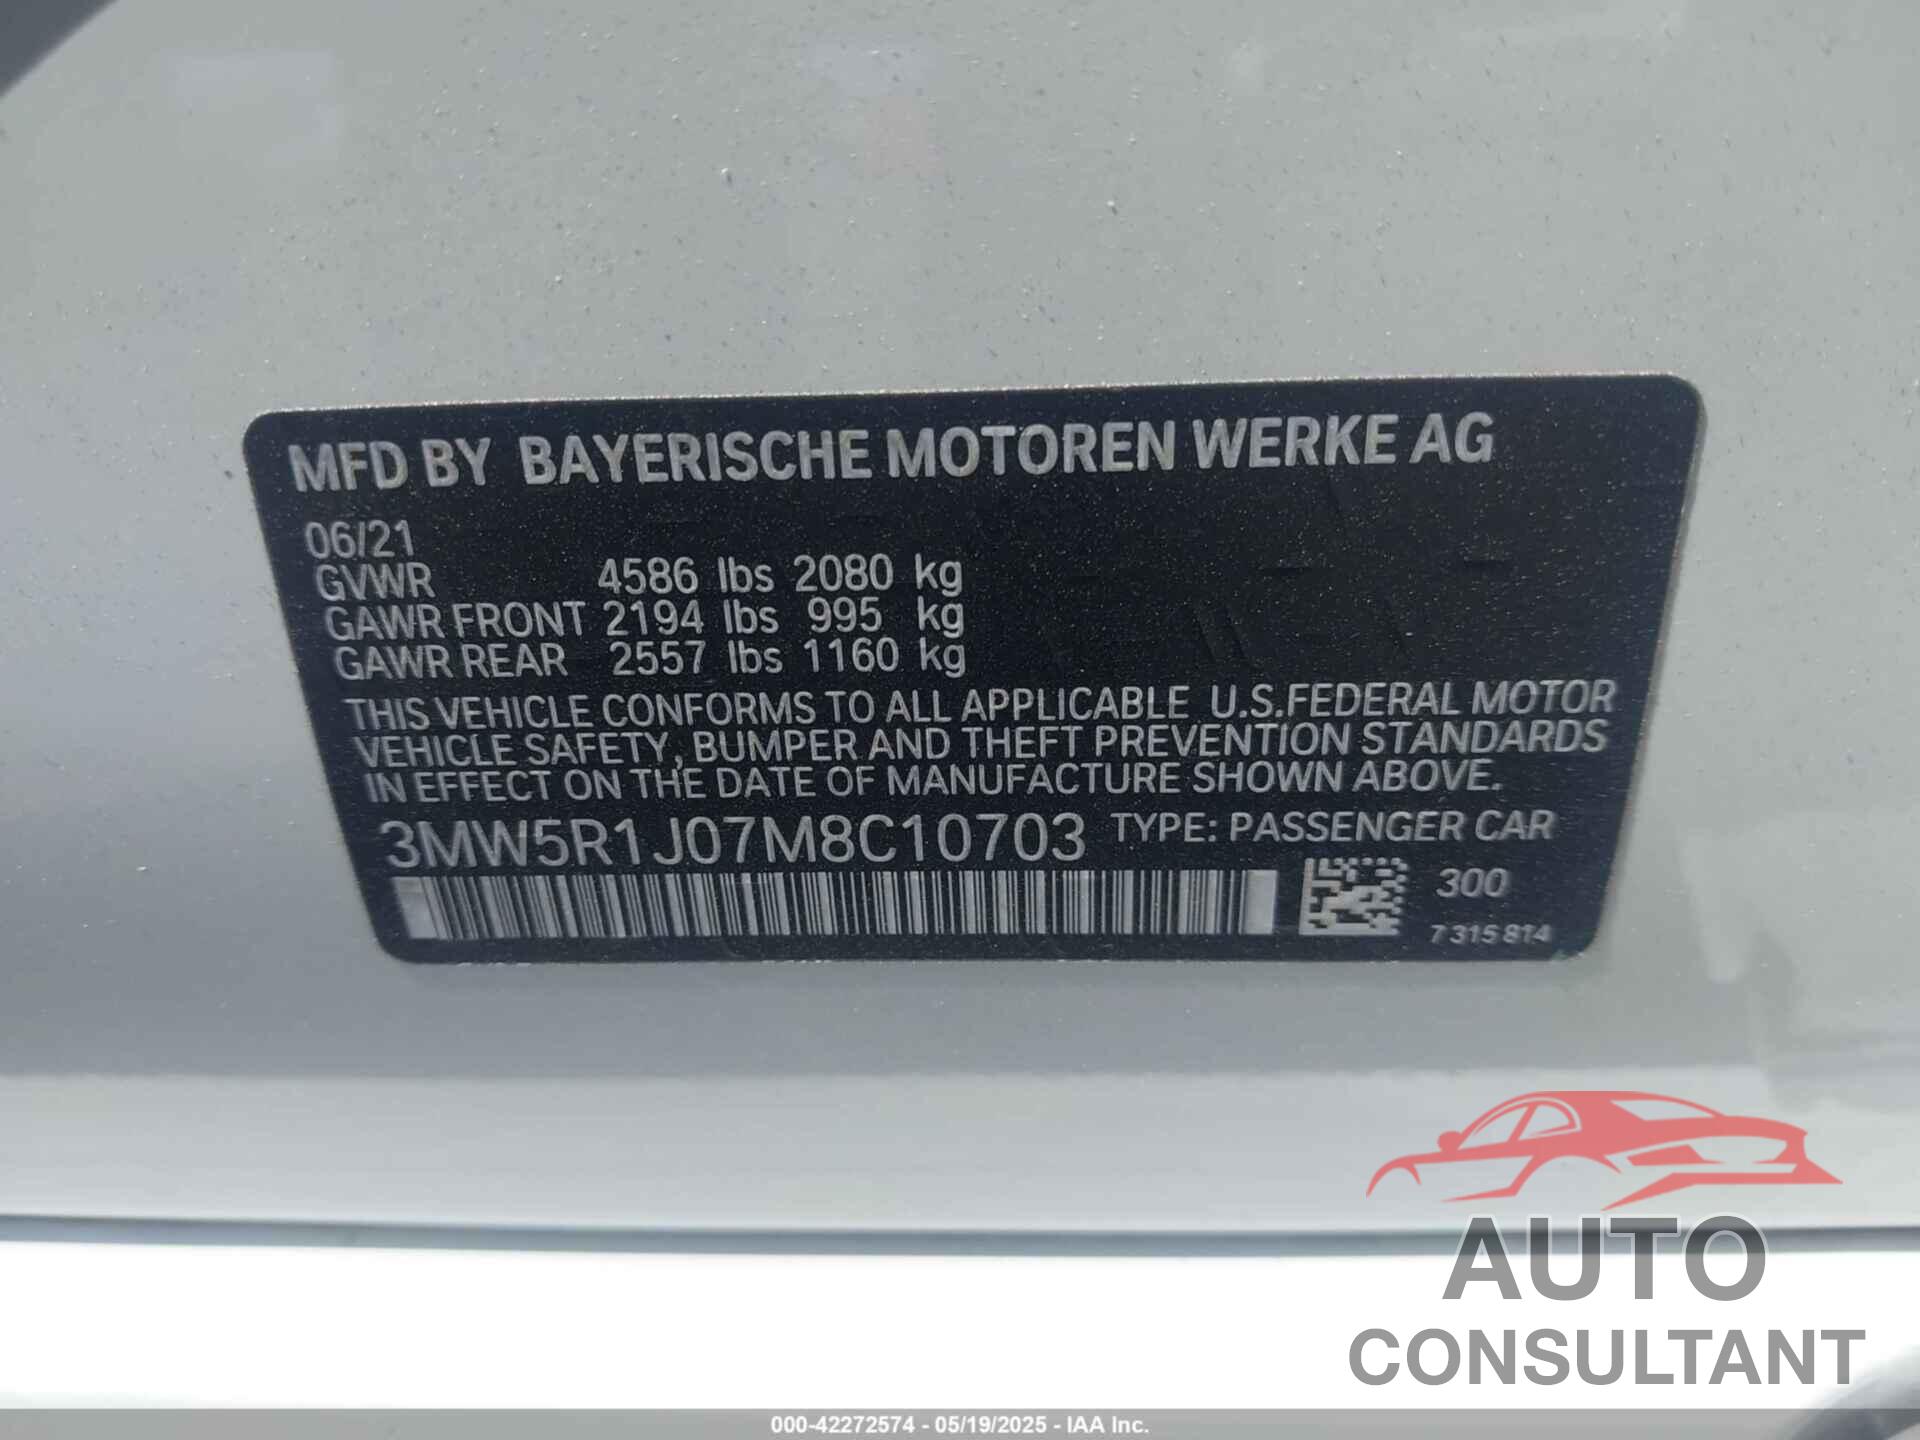 MFD BY BAYERISCHE MOTOREN WERKE AG
06/21
GVWR 4586 lbs 2080 kg
GAWR FRONT 2194 lbs 995 kg
GAWR REAR 2557 lbs 1160 kg
THIS VEHICLE CONFORMS TO ALL APPLICABLE U.S.FEDERAL MOTOR
VEHICLE SAFETY, BUMPER AND THEFT PREVENTION STANDARDS
IN EFFECT ON THE DATE OF MANUFACTURE SHOWN ABOVE.
3MW5R1J07M8C10703 TYPE: PASSENGER CAR
300
7 315 814
AUTO
CONSULTANT
000-42272574 - 05/19/2025 - IAA Inc.